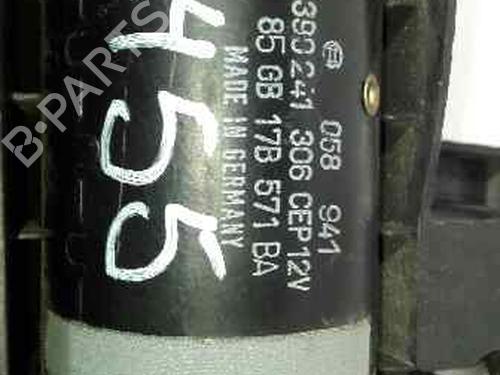 058 941
390 241 306 CEP 12V
85 GB 17B 571 BA
MADE IN GERMANY
455
B-PARTS